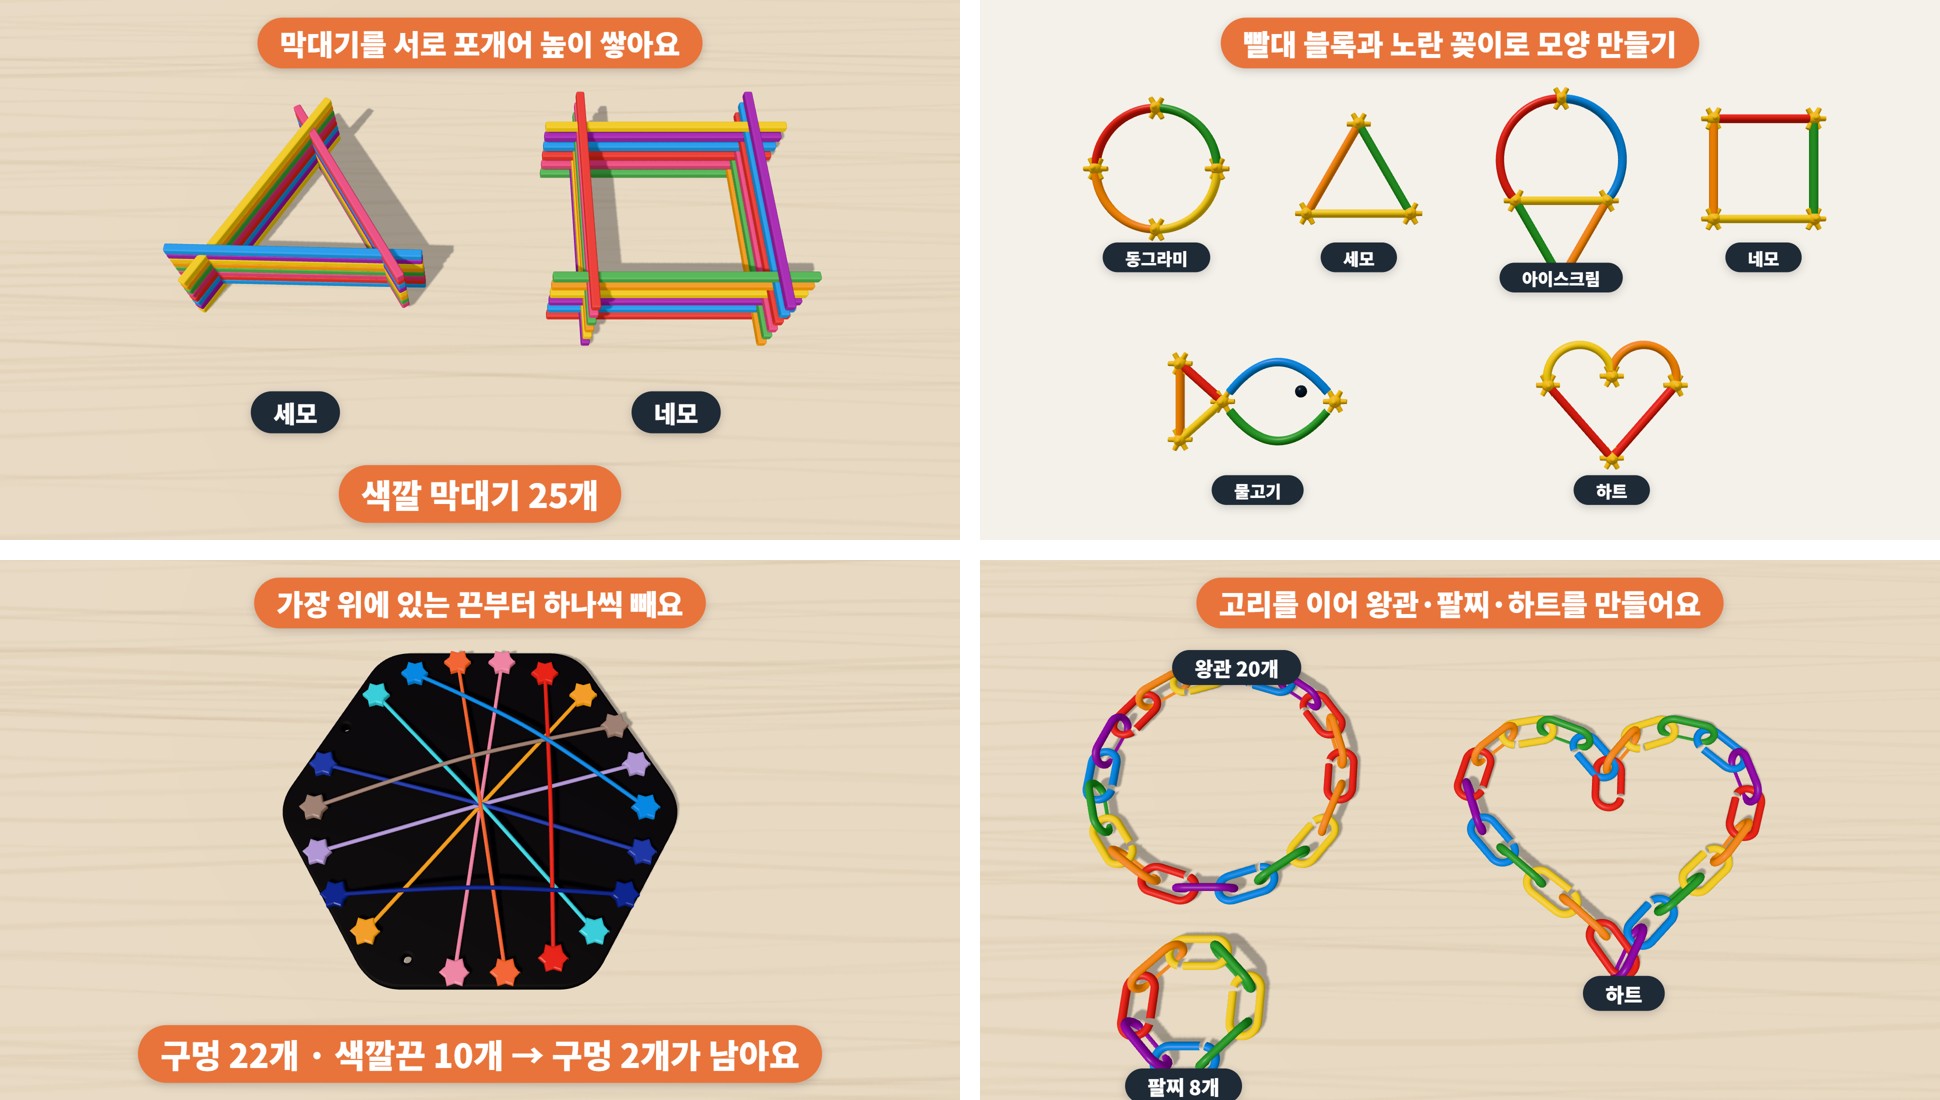 막대기를 서로 포개어 높이 쌓아요
세모
네모
색깔 막대기 25개
빨대 블록과 노란 꽂이로 모양 만들기
동그라미
세모
아이스크림
네모
물고기
하트
가장 위에 있는 끈부터 하나씩 빼요
구멍 22개 · 색깔끈 10개 → 구멍 2개가 남아요
고리를 이어 왕관·팔찌·하트를 만들어요
왕관 20개
하트
팔찌 8개